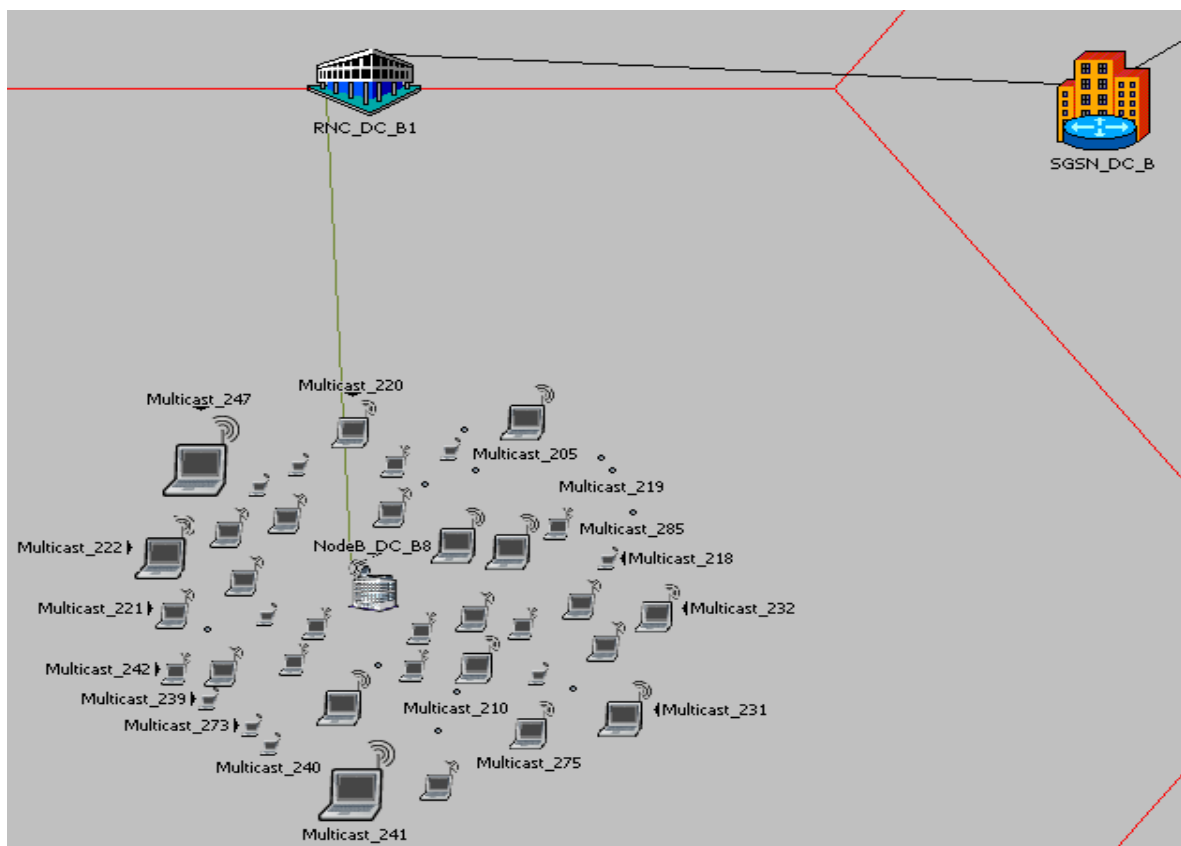 RNC_DC_B1
SGSN_DC_B
Multicast_220
Multicast_247
Multicast_205
Multicast_219
Multicast_285
NodeB_DC_B8
Multicast_222
Multicast_218
Multicast_221
Multicast_232
Multicast_242
Multicast_239
Multicast_210
Multicast_231
Multicast_273
Multicast_240
Multicast_275
Multicast_241